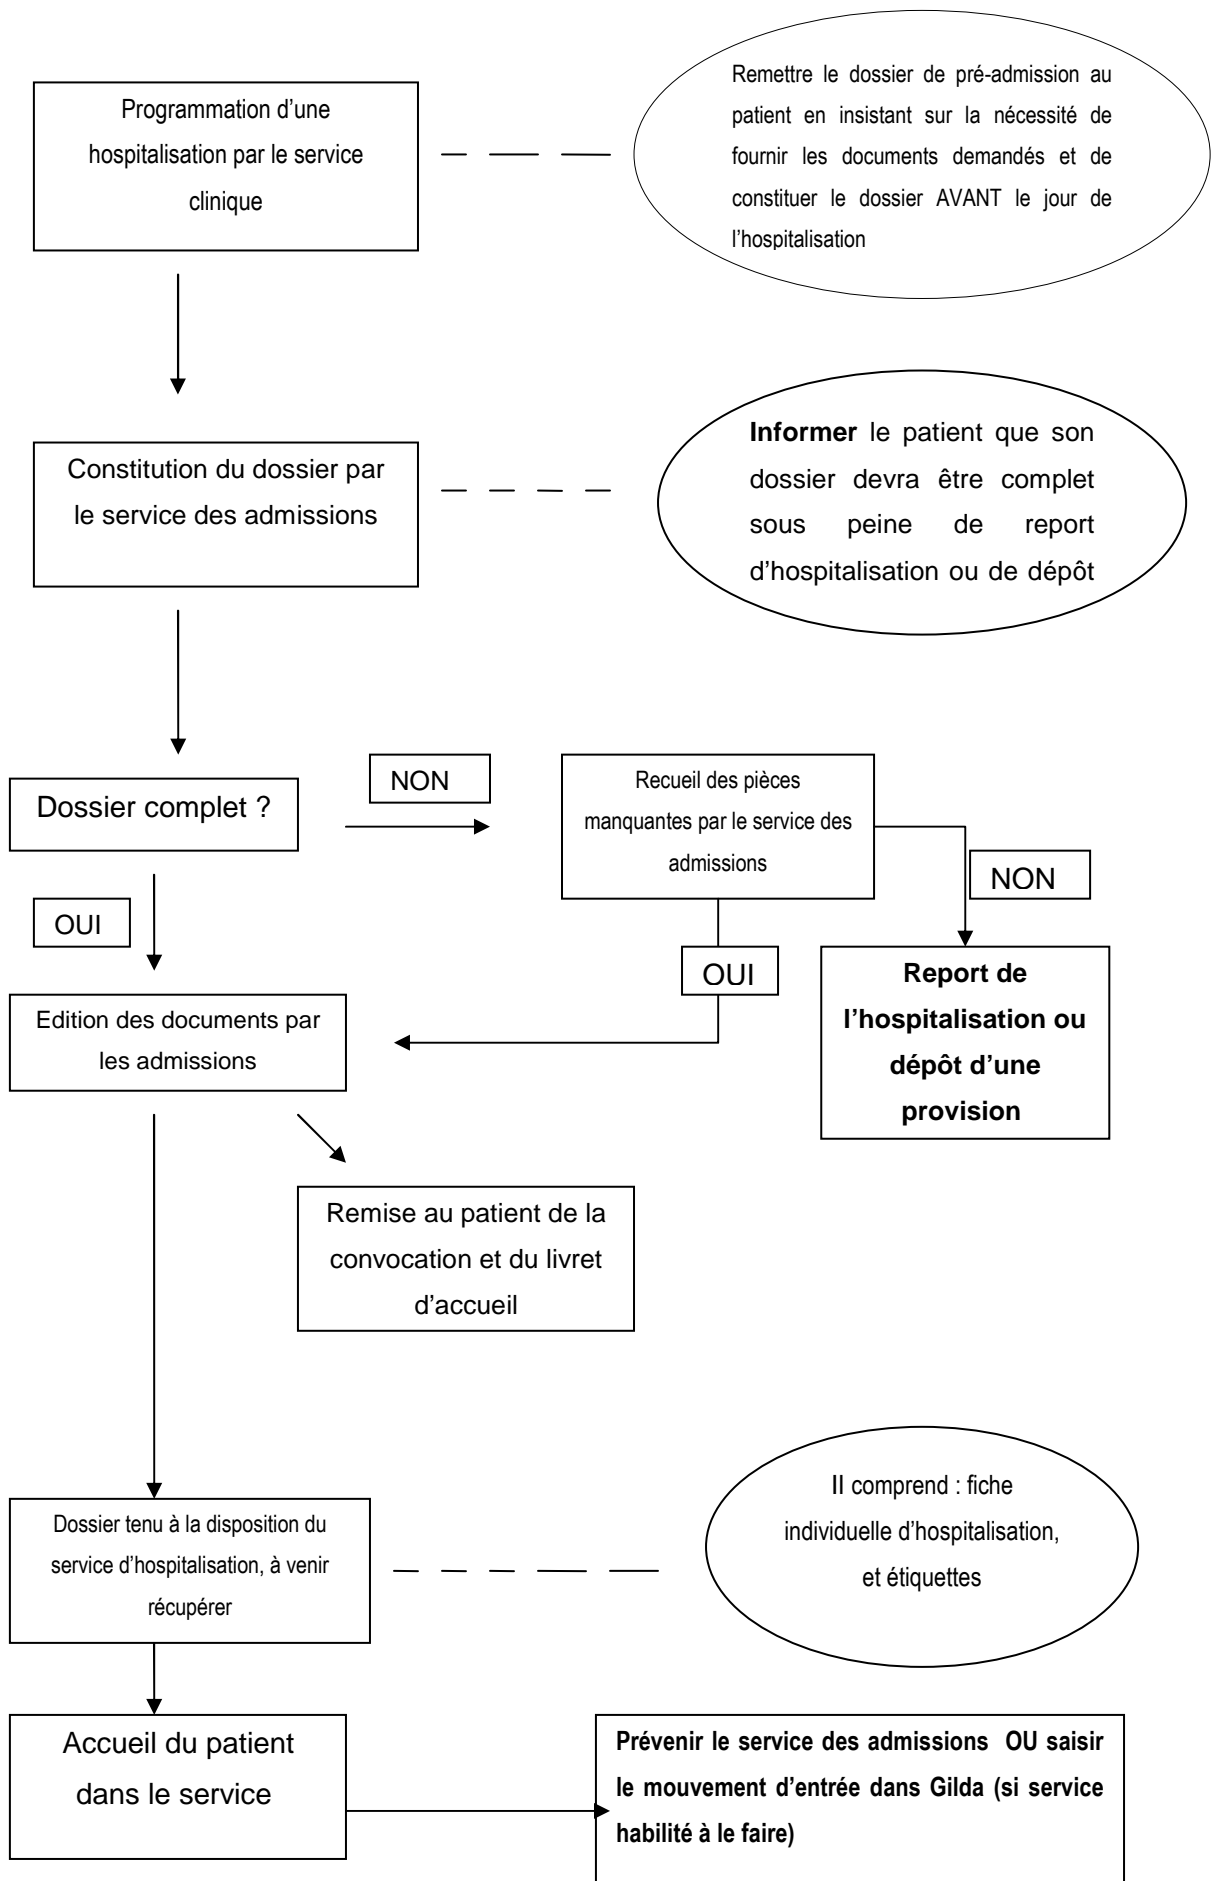 Programmation d’une
hospitalisation par le service
clinique
Remettre le dossier de pré-admission au
patient en insistant sur la nécessité de
fournir les documents demandés et de
constituer le dossier AVANT le jour de
l’hospitalisation
Constitution du dossier par
le service des admissions
Informer le patient que son
dossier devra être complet
sous peine de report
d’hospitalisation ou de dépôt
Dossier complet ?
NON
Recueil des pièces
manquantes par le service des
admissions
NON
OUI
OUI
Report de
l’hospitalisation ou
dépôt d’une
provision
Edition des documents par
les admissions
Remise au patient de la
convocation et du livret
d’accueil
Dossier tenu à la disposition du
service d’hospitalisation, à venir
récupérer
Il comprend : fiche
individuelle d’hospitalisation,
et étiquettes
Accueil du patient
dans le service
Prévenir le service des admissions OU saisir
le mouvement d’entrée dans Gilda (si service
habilité à le faire)